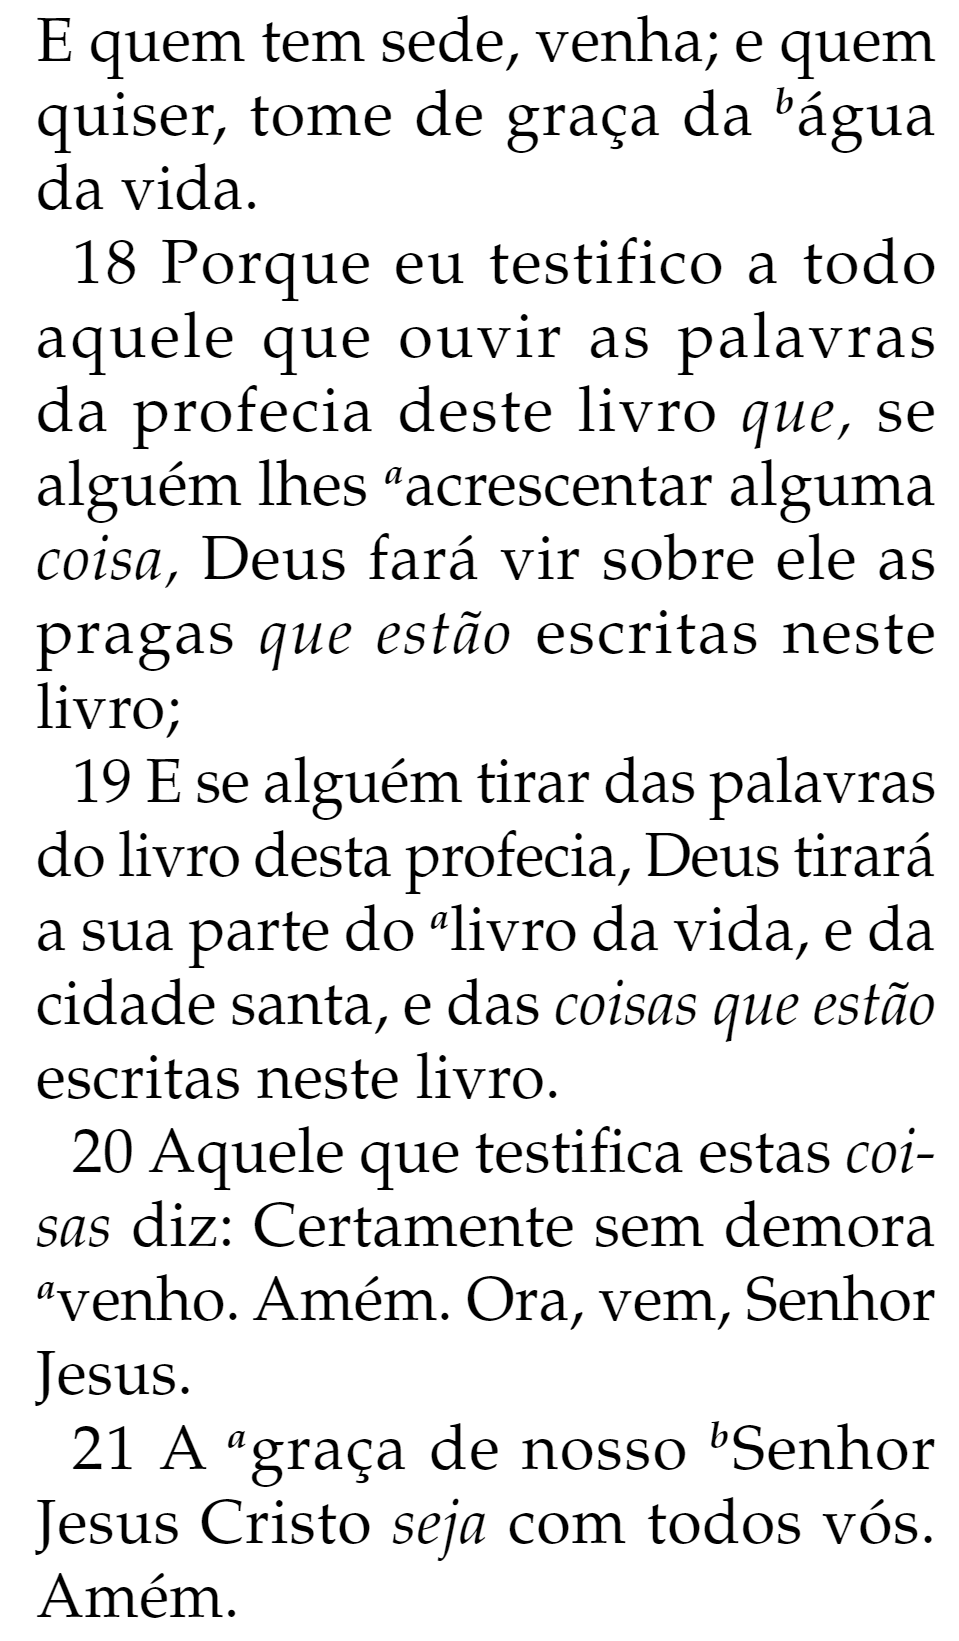 E quem tem sede, venha; e quem
quiser, tome de graça da ᵇágua
da vida.
18 Porque eu testifico a todo
aquele que ouvir as palavras
da profecia deste livro que, se
alguém lhes ᵃacrescentar alguma
coisa, Deus fará vir sobre ele as
pragas que estão escritas neste
livro;
19 E se alguém tirar das palavras
do livro desta profecia, Deus tirará
a sua parte do ᵃlivro da vida, e da
cidade santa, e das coisas que estão
escritas neste livro.
20 Aquele que testifica estas coi-
sas diz: Certamente sem demora
ᵃvenho. Amém. Ora, vem, Senhor
Jesus.
21 A ᵃgraça de nosso ᵇSenhor
Jesus Cristo seja com todos vós.
Amém.